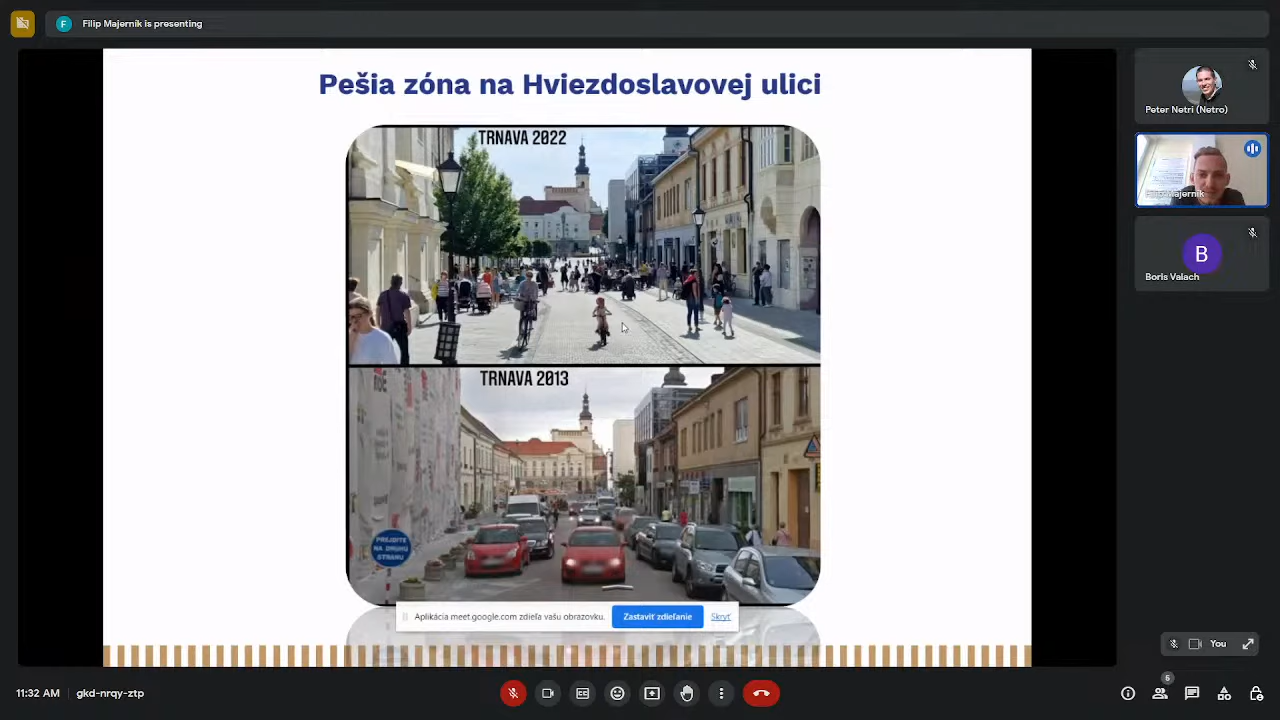 Filip Majerník is presenting
Pešia zóna na Hviezdoslavovej ulici
TRNAVA 2022
TRNAVA 2013
PREJDITE
NA DRUHÚ
STRANU
Aplikácia meet.google.com zdieľa vašu obrazovku.
Zastaviť zdieľanie
Skryť
Peter Netri (Netro)
Filip Majerník
B
Boris Valach
F
You
11:32 AM
gkd-nrqy-ztp
5